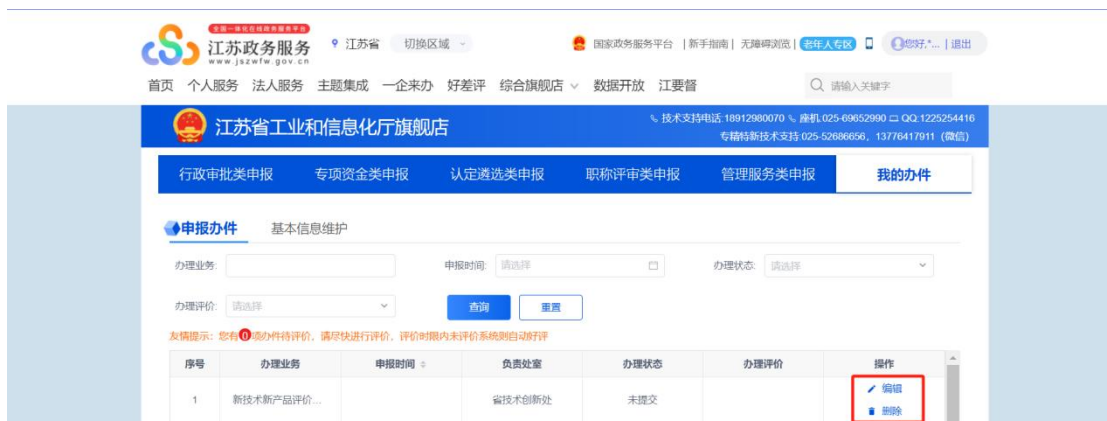 全国一体化在线政务服务平台
江苏政务服务
www.jszwfw.gov.cn
江苏省 切换区域
国家政务服务平台 | 新手指南 | 无障碍浏览 | 老年人专区 您好,*... | 退出
首页 个人服务 法人服务 主题集成 一企来办 好差评 综合旗舰店 数据开放 江要督 请输入关键字
江苏省工业和信息化厅旗舰店
技术支持电话:18912980070 座机:025-69652990 QQ:1225254416
专精特新技术支持:025-52686656，13776417911（微信）
行政审批类申报 专项资金类申报 认定遴选类申报 职称评审类申报 管理服务类申报 我的办件
申报办件 基本信息维护
办理业务: 申报时间: 请选择 办理状态: 请选择
办理评价: 请选择 查询 重置
友情提示：您有0项办件待评价，请尽快进行评价，评价时限内未评价系统则自动好评
序号 办理业务 申报时间 负责处室 办理状态 办理评价 操作
1 新技术新产品评价... 省技术创新处 未提交 编辑
删除